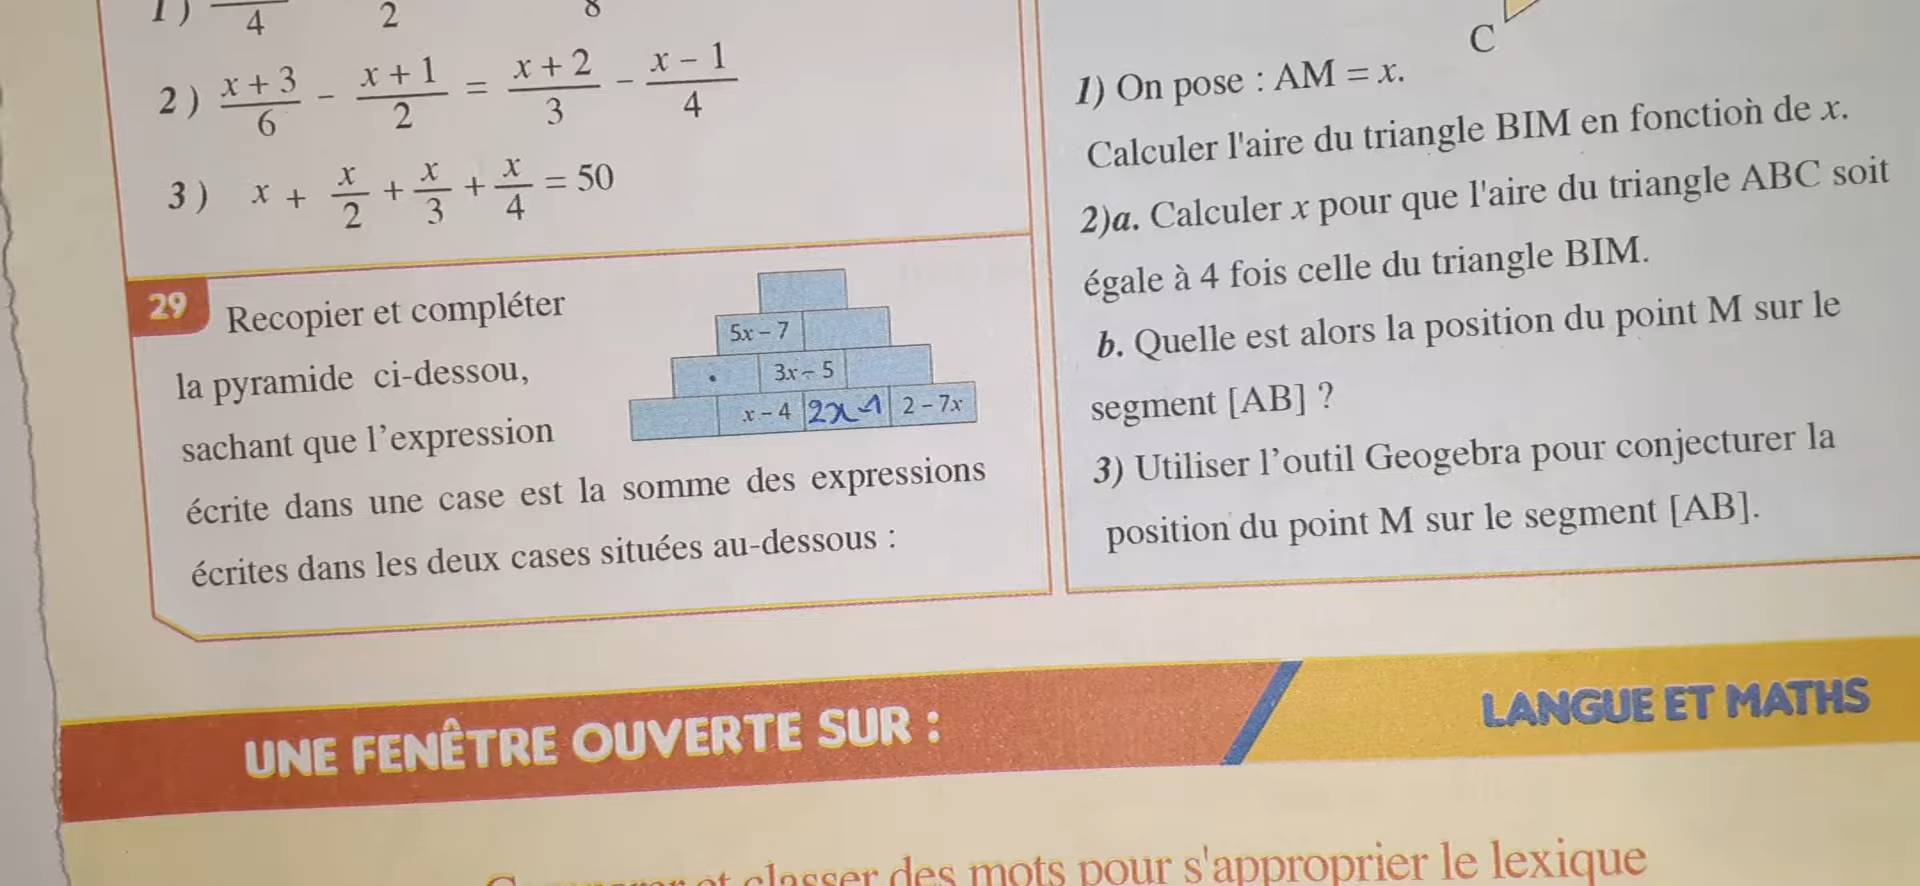 1)
4
2
8
2 ) x + 3 / 6 − x + 1 / 2 = x + 2 / 3 − x − 1 / 4
3 ) x + x / 2 + x / 3 + x / 4 = 50
29 Recopier et compléter
la pyramide ci-dessou,
sachant que l’expression
écrite dans une case est la somme des expressions
écrites dans les deux cases situées au-dessous :
5x − 7
3x − 5
x − 4 2x − 1 2 − 7x
C
1) On pose : AM = x.
Calculer l'aire du triangle BIM en fonction de x.
2)a. Calculer x pour que l'aire du triangle ABC soit
égale à 4 fois celle du triangle BIM.
b. Quelle est alors la position du point M sur le
segment [AB] ?
3) Utiliser l’outil Geogebra pour conjecturer la
position du point M sur le segment [AB].
UNE FENÊTRE OUVERTE SUR :
LANGUE ET MATHS
et classer des mots pour s'approprier le lexique